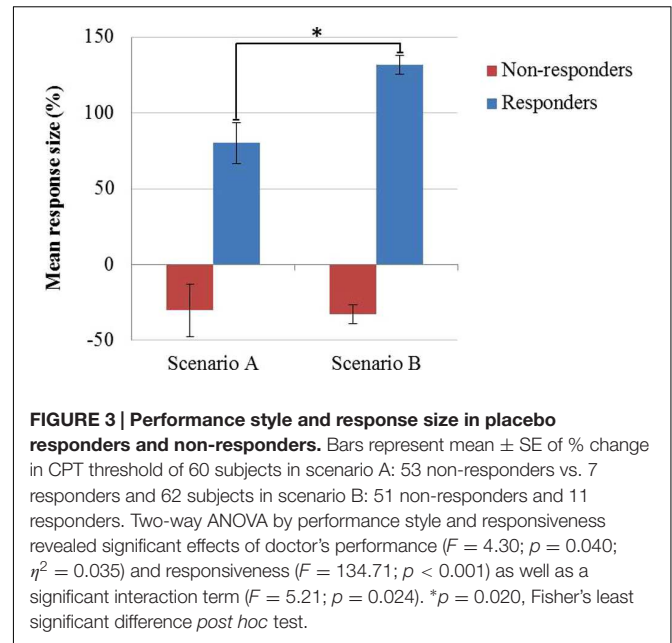 150
*
Non-responders
Responders
100
50
0
-50
Mean response size (%)
Scenario A
Scenario B
FIGURE 3 | Performance style and response size in placebo
responders and non-responders. Bars represent mean ± SE of % change
in CPT threshold of 60 subjects in scenario A: 53 non-responders vs. 7
responders and 62 subjects in scenario B: 51 non-responders and 11
responders. Two-way ANOVA by performance style and responsiveness
revealed significant effects of doctor's performance (F = 4.30; p = 0.040;
η² = 0.035) and responsiveness (F = 134.71; p < 0.001) as well as a
significant interaction term (F = 5.21; p = 0.024). *p = 0.020, Fisher's least
significant difference post hoc test.